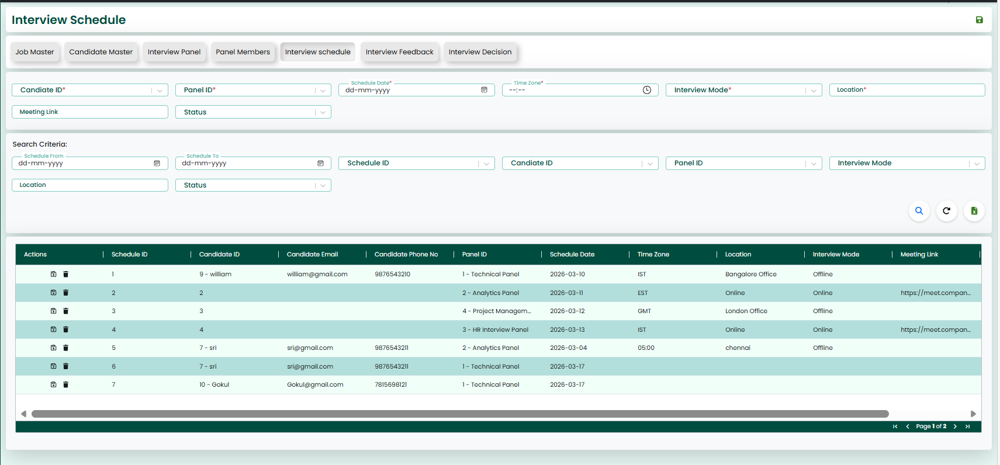 Interview Schedule
Job Master Candidate Master Interview Panel Panel Members Interview schedule Interview Feedback Interview Decision
Candiate ID* Panel ID* Schedule Date* dd-mm-yyyy Time Zone* --:-- Interview Mode* Location*
Meeting Link Status
Search Criteria:
Schedule From dd-mm-yyyy Schedule To dd-mm-yyyy Schedule ID Candiate ID Panel ID Interview Mode
Location Status
Actions Schedule ID Candidate ID Candidate Email Candidate Phone No Panel ID Schedule Date Time Zone Location Interview Mode Meeting Link
1 9 - william william@gmail.com 9876543210 1 - Technical Panel 2026-03-10 IST Bangalore Office Offline
2 2 2 - Analytics Panel 2026-03-11 EST Online Online https://meet.compan...
3 3 4 - Project Managem... 2026-03-12 GMT London Office Offline
4 4 3 - HR Interview Panel 2026-03-13 IST Online Online https://meet.compan...
5 7 - sri sri@gmail.com 9876543211 2 - Analytics Panel 2026-03-04 05:00 chennai Offline
6 7 - sri sri@gmail.com 9876543211 1 - Technical Panel 2026-03-17
7 10 - Gokul Gokul@gmail.com 7815698121 1 - Technical Panel 2026-03-17
Page 1 of 2